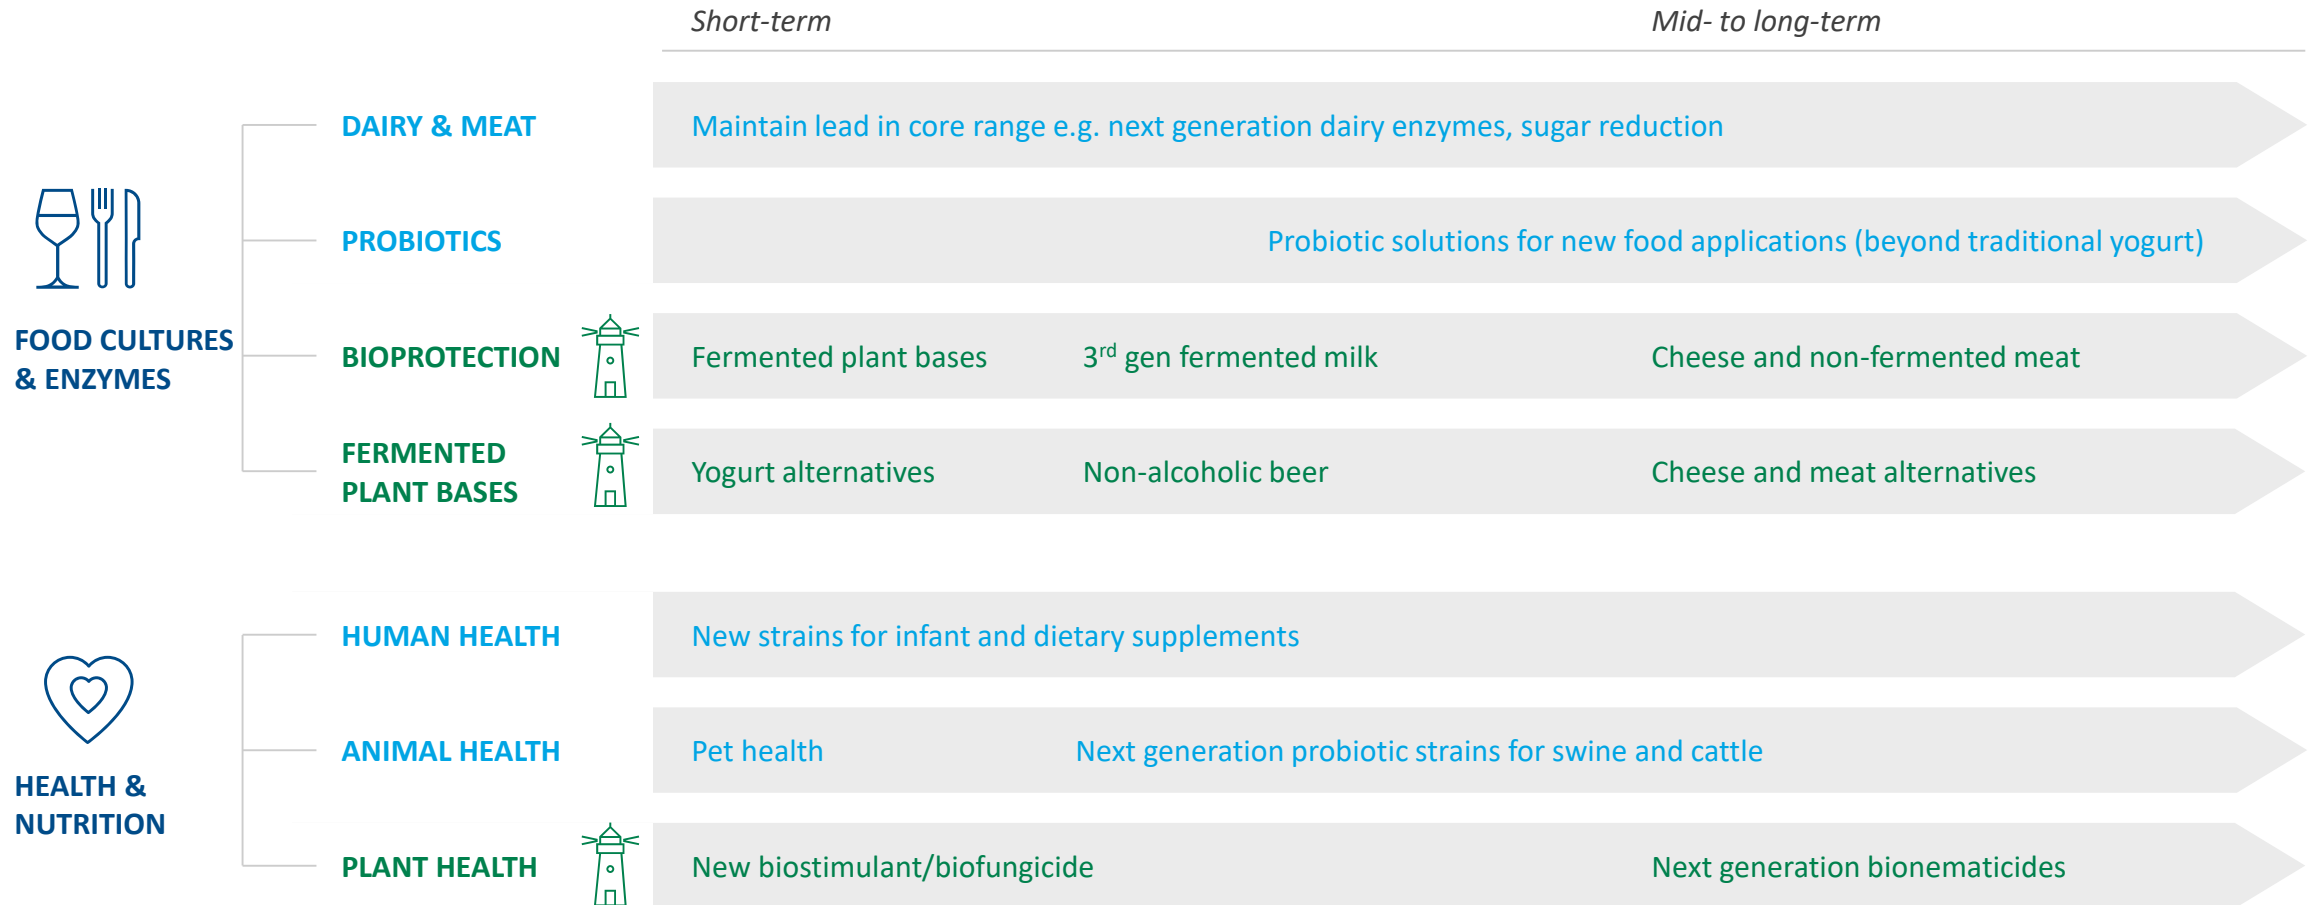 Short-term
Mid- to long-term
DAIRY & MEAT
Maintain lead in core range e.g. next generation dairy enzymes, sugar reduction
PROBIOTICS
Probiotic solutions for new food applications (beyond traditional yogurt)
FOOD CULTURES
& ENZYMES
BIOPROTECTION
Fermented plant bases
3rd gen fermented milk
Cheese and non-fermented meat
FERMENTED
PLANT BASES
Yogurt alternatives
Non-alcoholic beer
Cheese and meat alternatives
HUMAN HEALTH
New strains for infant and dietary supplements
HEALTH &
NUTRITION
ANIMAL HEALTH
Pet health
Next generation probiotic strains for swine and cattle
PLANT HEALTH
New biostimulant/biofungicide
Next generation bionematicides